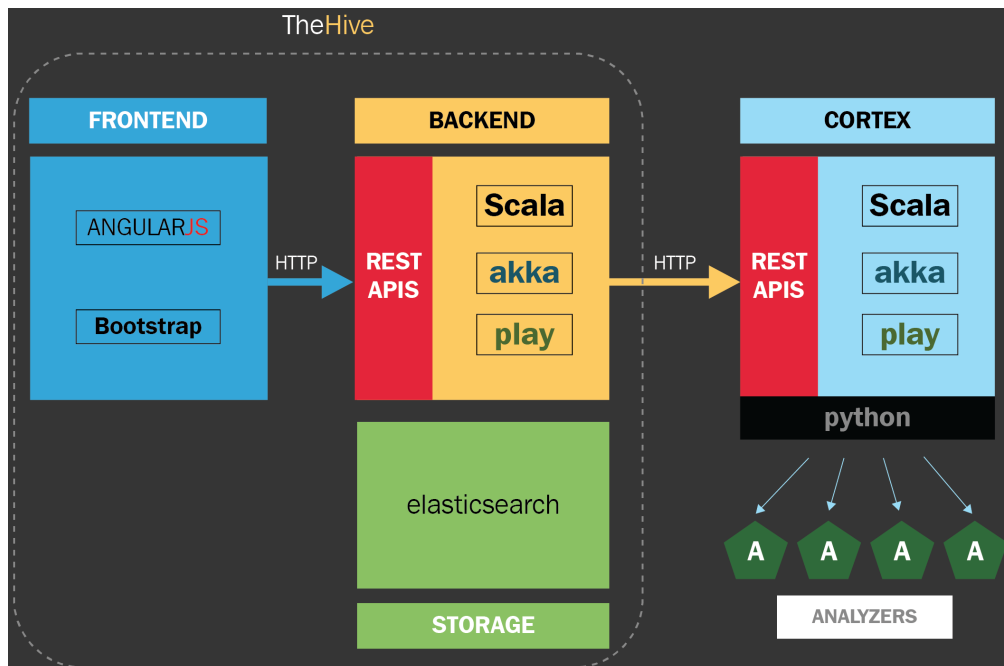 TheHive
FRONTEND
BACKEND
CORTEX
ANGULARJS
Bootstrap
HTTP
REST
APIS
Scala
akka
play
HTTP
REST
APIS
Scala
akka
play
python
elasticsearch
STORAGE
A A A A
ANALYZERS